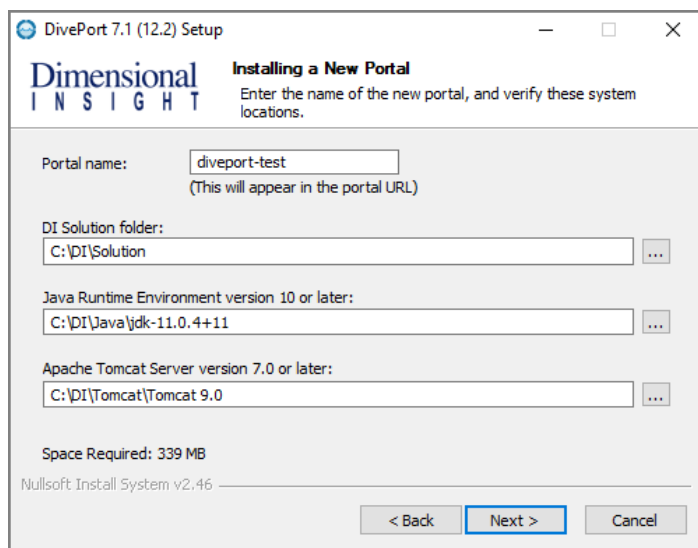 DivePort 7.1 (12.2) Setup
Dimensional
INSIGHT
Installing a New Portal
Enter the name of the new portal, and verify these system
locations.
Portal name:
diveport-test
(This will appear in the portal URL)
DI Solution folder:
C:\DI\Solution
...
Java Runtime Environment version 10 or later:
C:\DI\Java\jdk-11.0.4+11
...
Apache Tomcat Server version 7.0 or later:
C:\DI\Tomcat\Tomcat 9.0
...
Space Required: 339 MB
Nullsoft Install System v2.46
< Back
Next >
Cancel